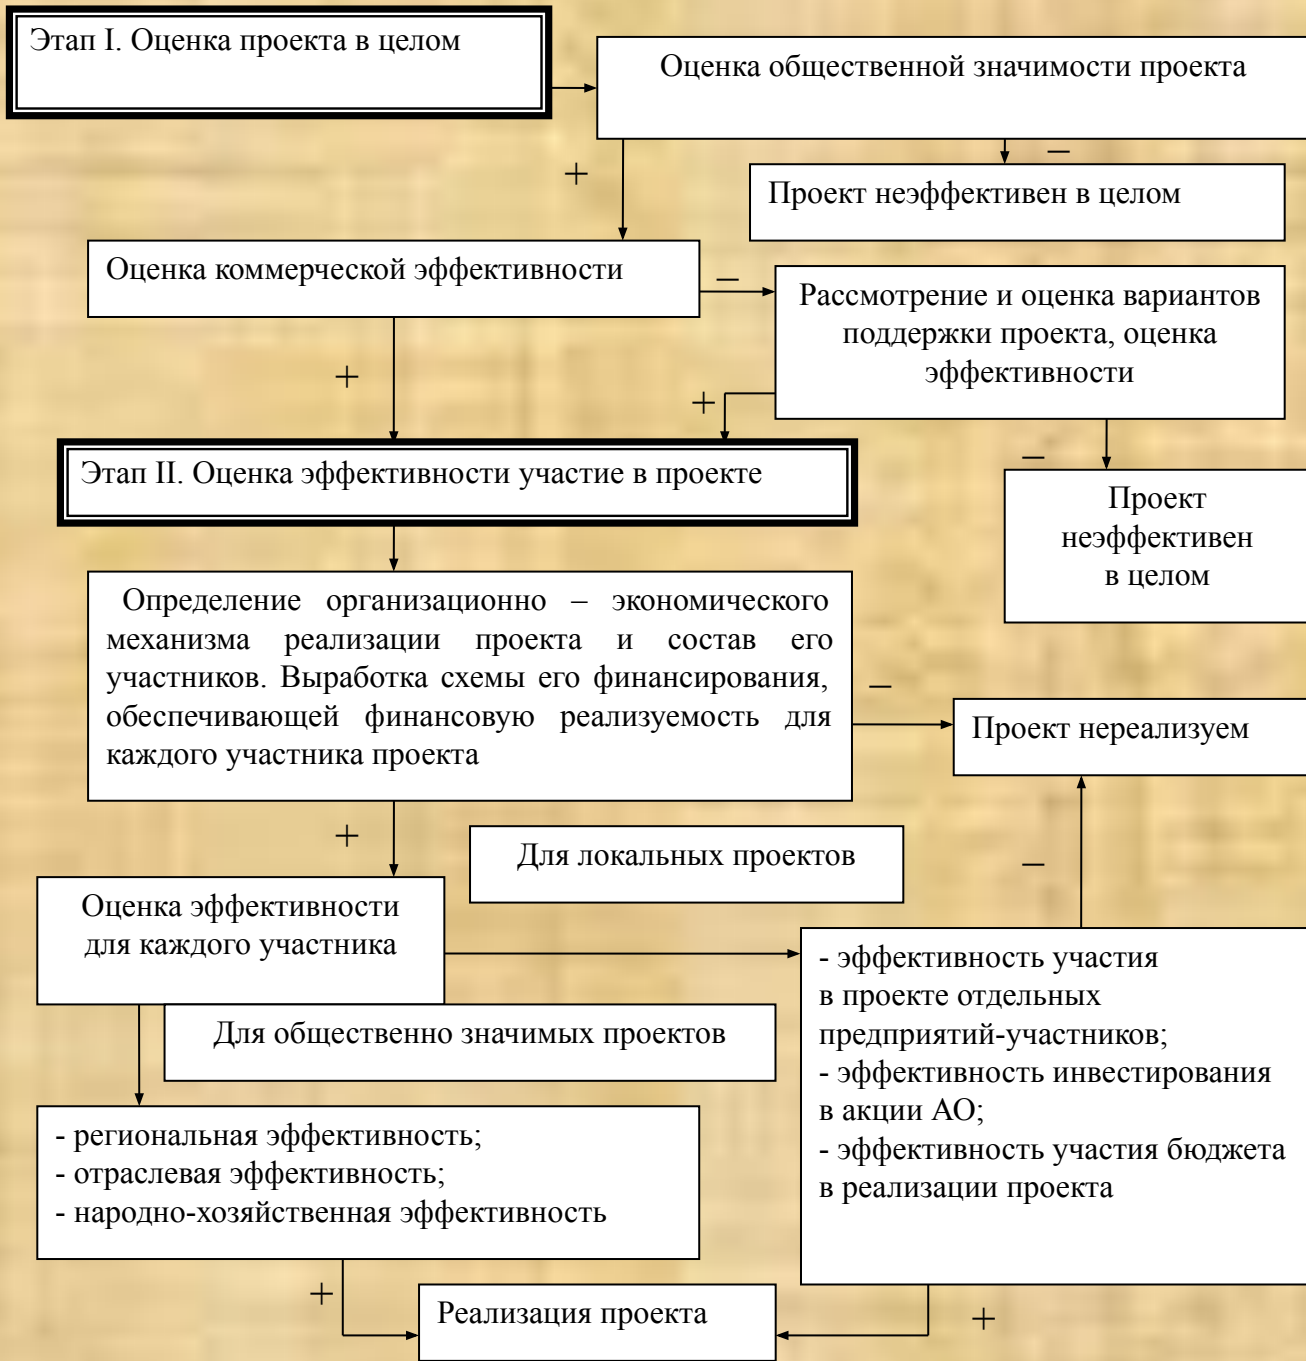 Этап I. Оценка проекта в целом
Оценка общественной значимости проекта
+
–
Проект неэффективен в целом
Оценка коммерческой эффективности
–
Рассмотрение и оценка вариантов
поддержки проекта, оценка
эффективности
+
+
Этап II. Оценка эффективности участие в проекте
–
Проект
неэффективен
в целом
Определение организационно – экономического
механизма реализации проекта и состав его
участников. Выработка схемы его финансирования,
обеспечивающей финансовую реализуемость для
каждого участника проекта
–
Проект нереализуем
+
Для локальных проектов
–
Оценка эффективности
для каждого участника
- эффективность участия
в проекте отдельных
предприятий-участников;
- эффективность инвестирования
в акции АО;
- эффективность участия бюджета
в реализации проекта
Для общественно значимых проектов
- региональная эффективность;
- отраслевая эффективность;
- народно-хозяйственная эффективность
+
Реализация проекта
+